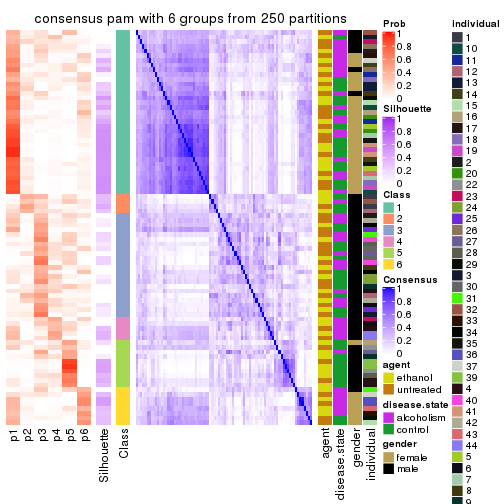 consensus pam with 6 groups from 250 partitions
p1
p2
p3
p4
p5
p6
Silhouette
Class
agent
disease.state
gender
individual
Prob
1
0.8
0.6
0.4
0.2
0
Silhouette
1
0.8
0.6
0.4
0.2
0
Class
1
2
3
4
5
6
Consensus
1
0.8
0.6
0.4
0.2
0
agent
ethanol
untreated
disease.state
alcoholism
control
gender
female
male
individual
1
10
11
12
13
14
15
16
17
18
19
2
20
22
23
24
25
26
27
28
29
3
30
31
32
33
34
35
36
37
39
4
40
41
42
43
44
5
6
7
8
9